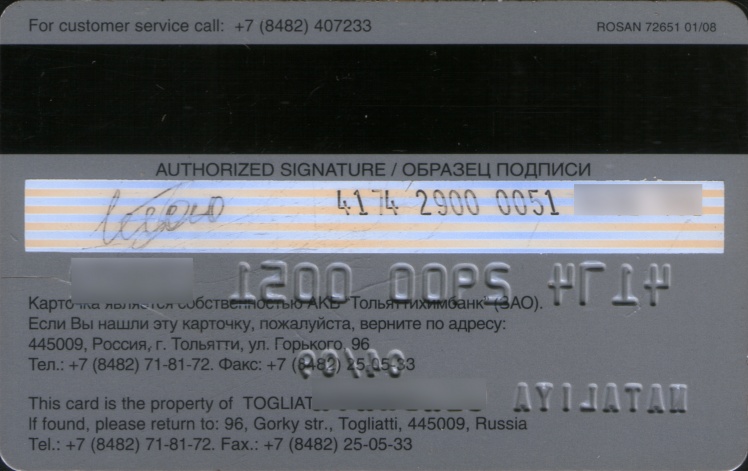 For customer service call: +7 (8482) 407233
ROSAN 72651 01/08
AUTHORIZED SIGNATURE / ОБРАЗЕЦ ПОДПИСИ
4174 2900 0051
4174 2900 0051
Карточка является собственностью АКБ "Тольяттихимбанк" (ЗАО).
Если Вы нашли эту карточку, пожалуйста, верните по адресу:
445009, Россия, г. Тольятти, ул. Горького, 96
Тел.: +7 (8482) 71-81-72. Факс: +7 (8482) 25-05-33
This card is the property of
NATALIYA
If found, please return to: 96, Gorky str., Togliatti, 445009, Russia
Tel.: +7 (8482) 71-81-72. Fax.: +7 (8482) 25-05-33